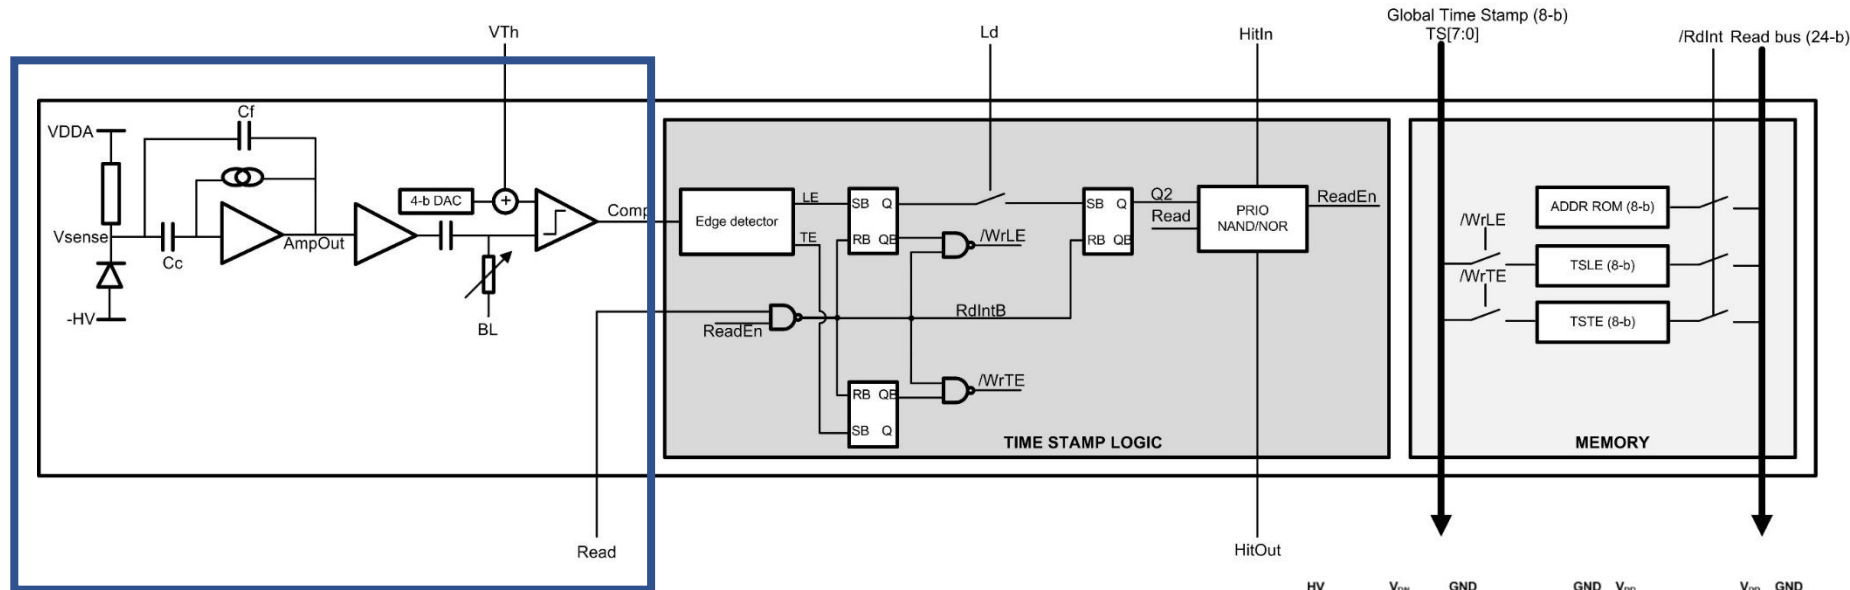 Global Time Stamp (8-b)
TS[7:0]
VTh
Ld
HitIn
/RdInt
Read bus (24-b)
Cf
VDDA
4-b DAC
+
Vsense
Cc
AmpOut
Comp
-HV
BL
Edge detector
LE
TE
SB Q
RB QB
/WrLE
SB Q
RB QB
Q2
Read
PRIO
NAND/NOR
ReadEn
ReadEn
RdIntB
RB QB
SB Q
/WrTE
TIME STAMP LOGIC
ADDR ROM (8-b)
/WrLE
TSLE (8-b)
/WrTE
TSTE (8-b)
MEMORY
Read
HitOut
HV
GND
GND
GND